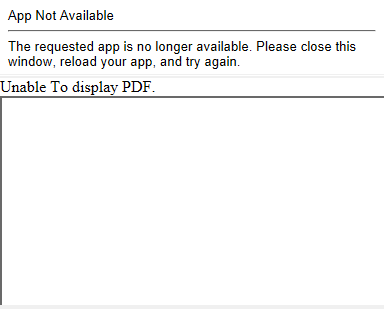 App Not Available
The requested app is no longer available. Please close this
window, reload your app, and try again.
Unable To display PDF.